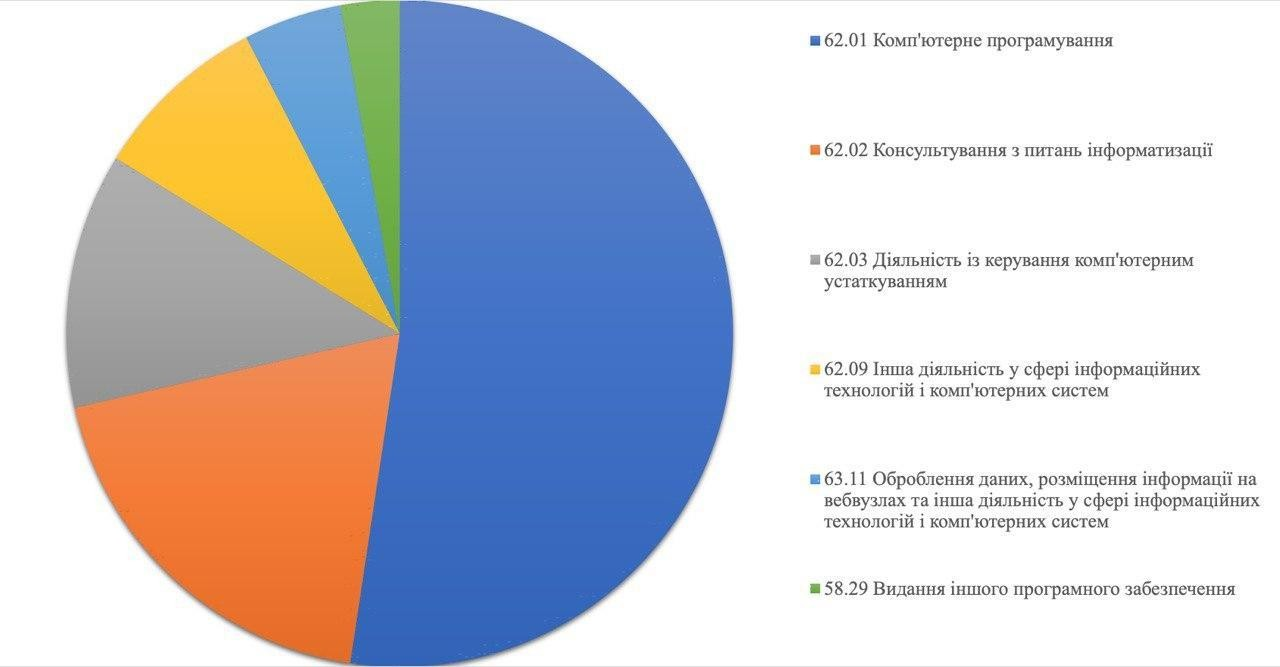 62.01 Комп'ютерне програмування
62.02 Консультування з питань інформатизації
62.03 Діяльність із керування комп'ютерним
устаткуванням
62.09 Інша діяльність у сфері інформаційних
технологій і комп'ютерних систем
63.11 Оброблення даних, розміщення інформації на
вебвузлах та інша діяльність у сфері інформаційних
технологій і комп'ютерних систем
58.29 Видання іншого програмного забезпечення